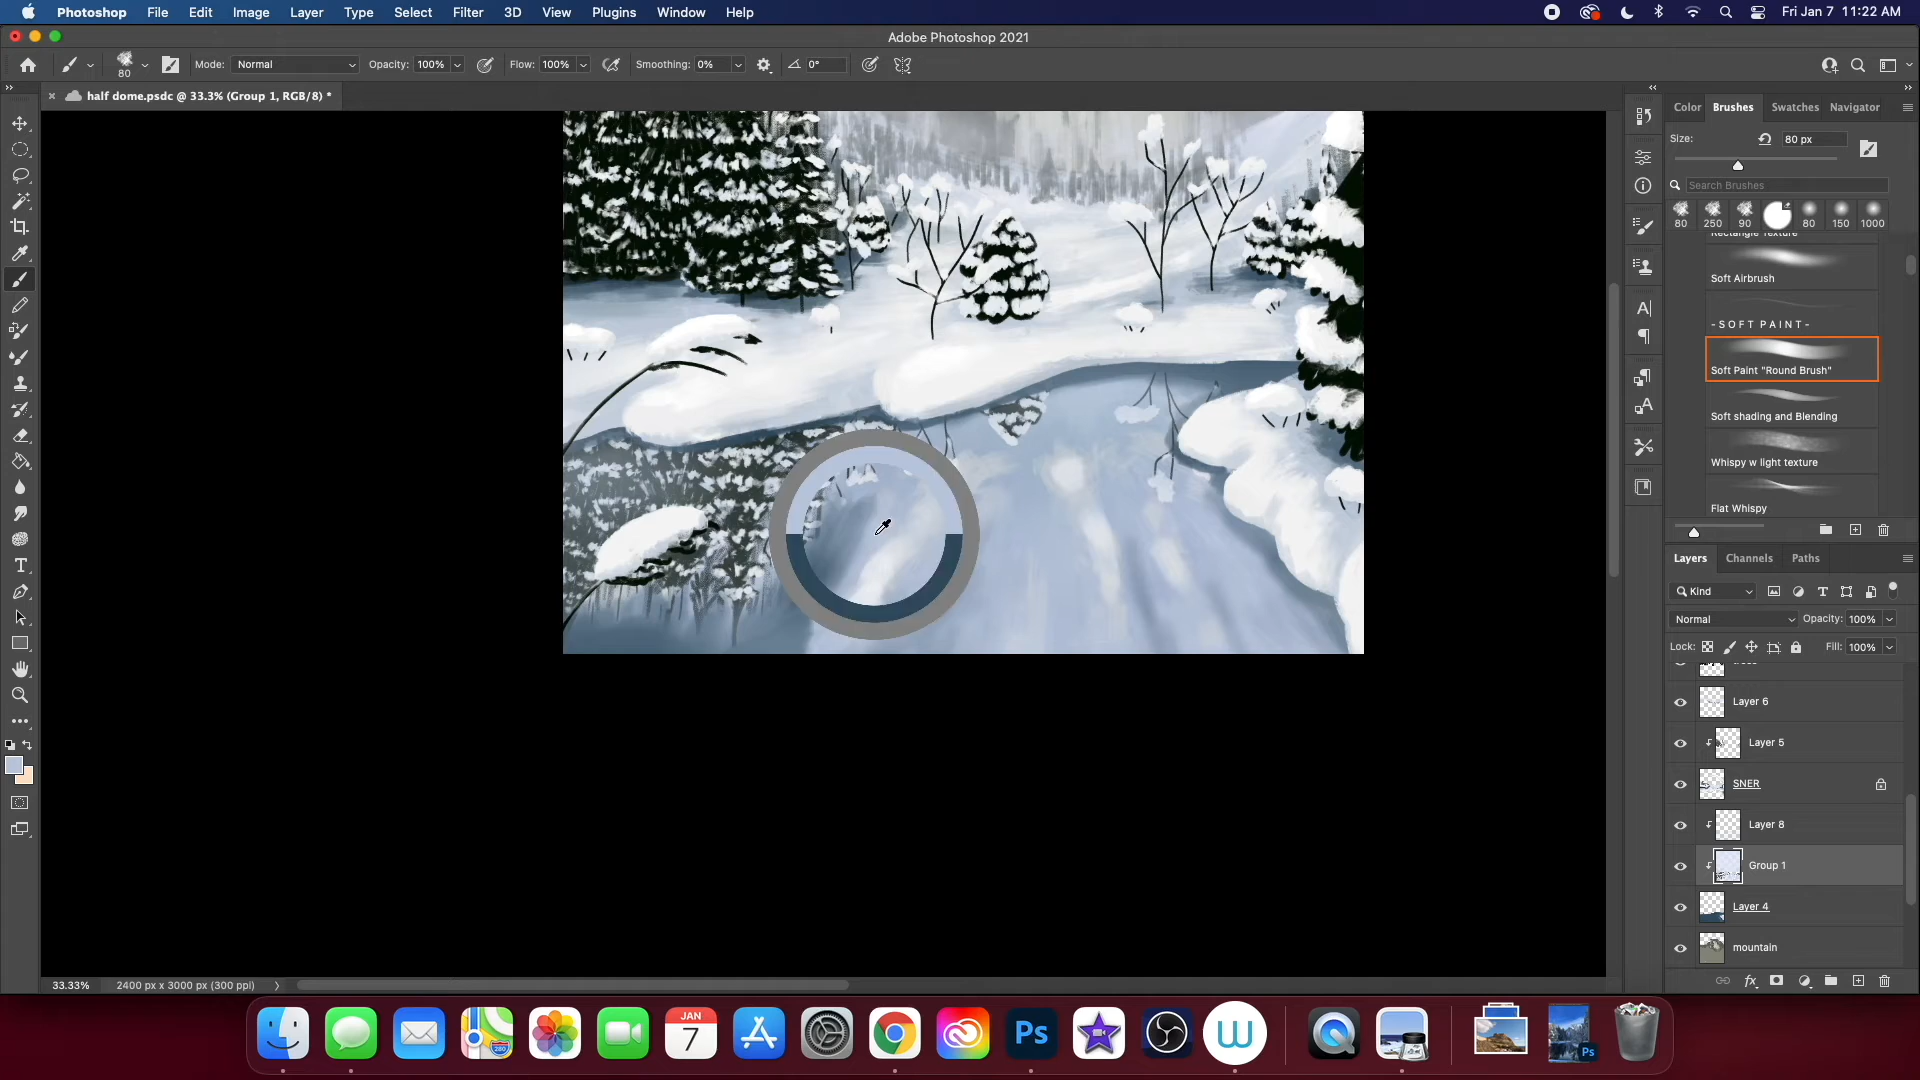 Photoshop File Edit Image Layer Type Select Filter 3D View Plugins Window Help Fri Jan 7 11:22 AM
Adobe Photoshop 2021
80 Mode: Normal Opacity: 100% Flow: 100% Smoothing: 0% 0°
half dome.psdc @ 33.3% (Group 1, RGB/8) *
Color Brushes Swatches Navigator
Size: 80 px
Search Brushes
80 250 90 80 150 1000
Rectangle Texture
Soft Airbrush
- S O F T P A I N T -
Soft Paint "Round Brush"
Soft shading and Blending
Whispy w light texture
Flat Whispy
Layers Channels Paths
Kind
Normal Opacity: 100%
Lock: Fill: 100%
Layer 6
Layer 5
SNER
Layer 8
Group 1
Layer 4
mountain
33.33% 2400 px x 3000 px (300 ppi)
JAN
7
280
Ps
W
Ps